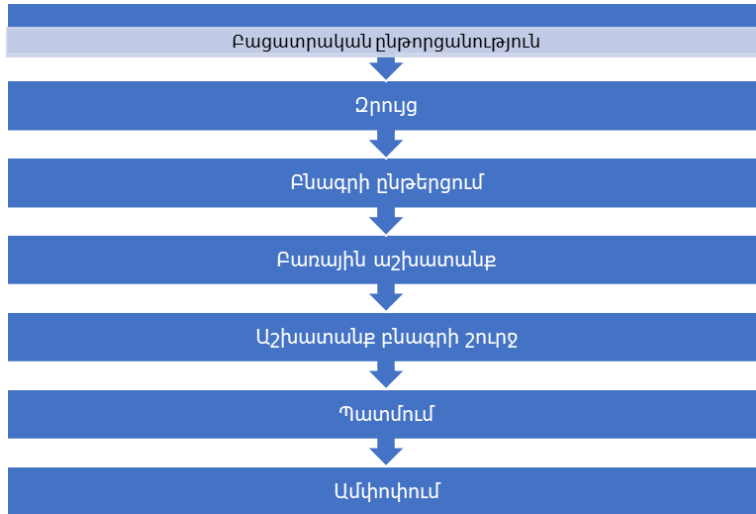 Բացատրական ընթորցանություն
Զրույց
Բնագրի ընթերցում
Բառային աշխատանք
Աշխատանք բնագրի շուրջ
Պատմում
Ամփոփում